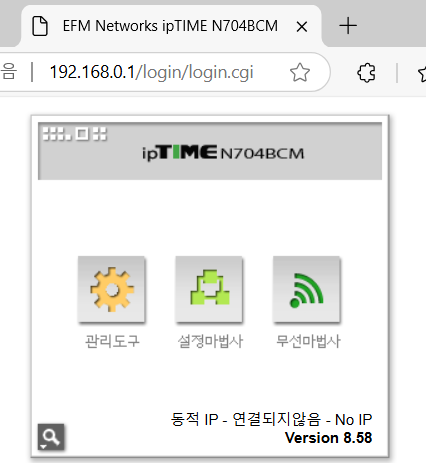 EFM Networks ipTIME N704BCM
음
192.168.0.1/login/login.cgi
ipTIME N704BCM
관리도구
설정마법사
무선마법사
동적 IP - 연결되지않음 - No IP
Version 8.58